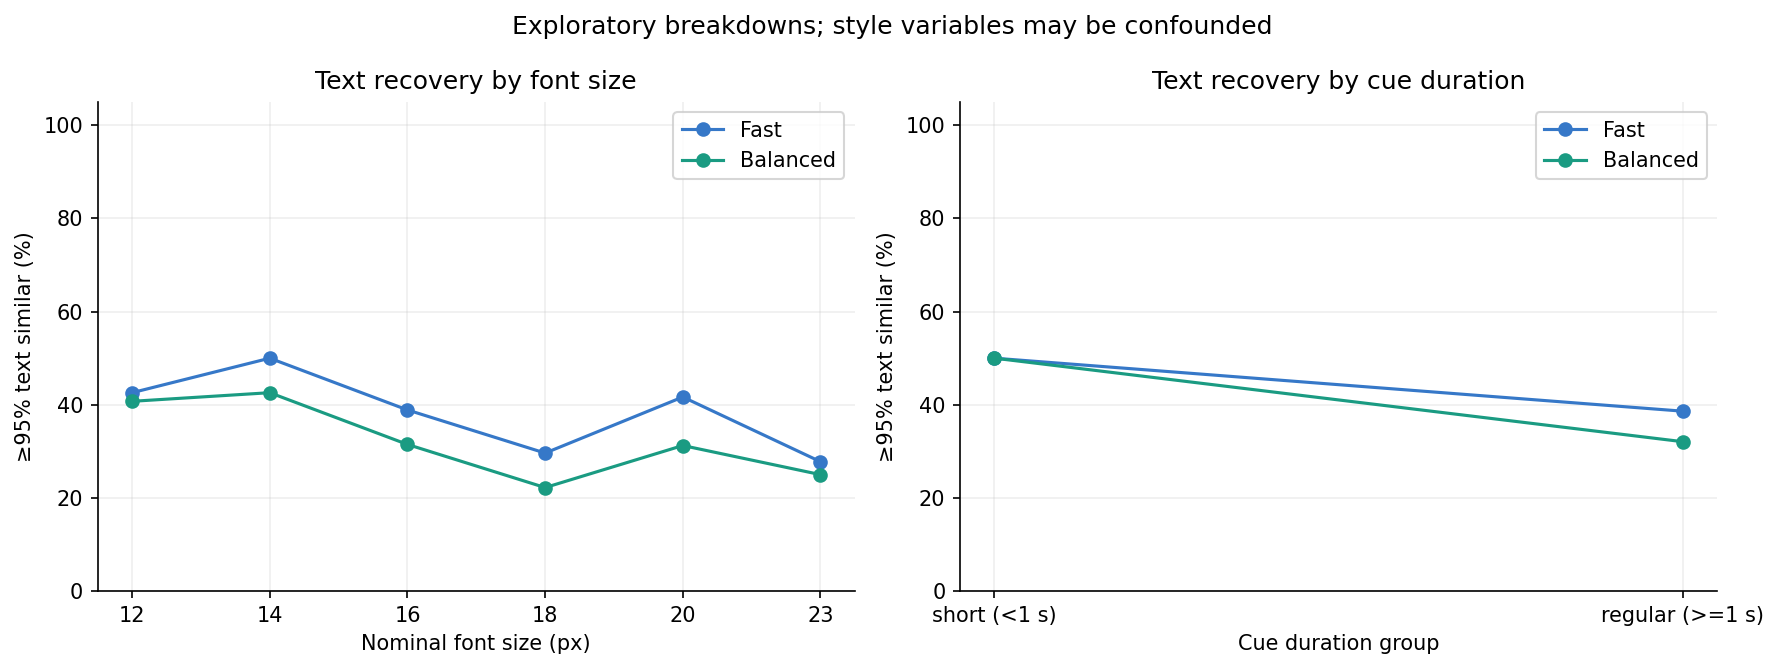 Exploratory breakdowns; style variables may be confounded
Text recovery by font size
≥95% text similar (%)
100
80
60
40
20
0
Fast
Balanced
12 14 16 18 20 23
Nominal font size (px)
Text recovery by cue duration
≥95% text similar (%)
100
80
60
40
20
0
Fast
Balanced
short (<1 s) regular (>=1 s)
Cue duration group